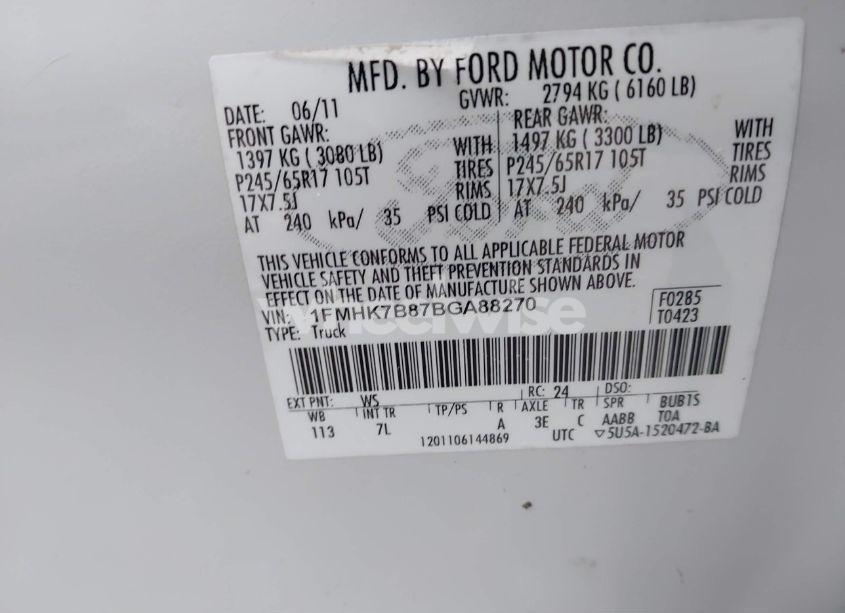 MFD. BY FORD MOTOR CO.
DATE: 06/11 GVWR: 2794 KG ( 6160 LB)
FRONT GAWR: REAR GAWR:
1397 KG ( 3080 LB) WITH 1497 KG ( 3300 LB) WITH
P245/65R17 105T TIRES P245/65R17 105T TIRES
17X7.5J RIMS 17X7.5J RIMS
AT 240 kPa/ 35 PSI COLD AT 240 kPa/ 35 PSI COLD
Ford
THIS VEHICLE CONFORMS TO ALL APPLICABLE FEDERAL MOTOR
VEHICLE SAFETY AND THEFT PREVENTION STANDARDS IN
EFFECT ON THE DATE OF MANUFACTURE SHOWN ABOVE.
VIN: 1FMHK7B87BGA88270 F0285
TYPE: Truck T0423
wheelwise
EXT PNT: WS RC: 24 DSO:
WB INT TR TP/PS R AXLE TR SPR BUB1S
113 7L A 3E C AABB TOA
1201106144869 UTC ▽5U5A-1520472-BA